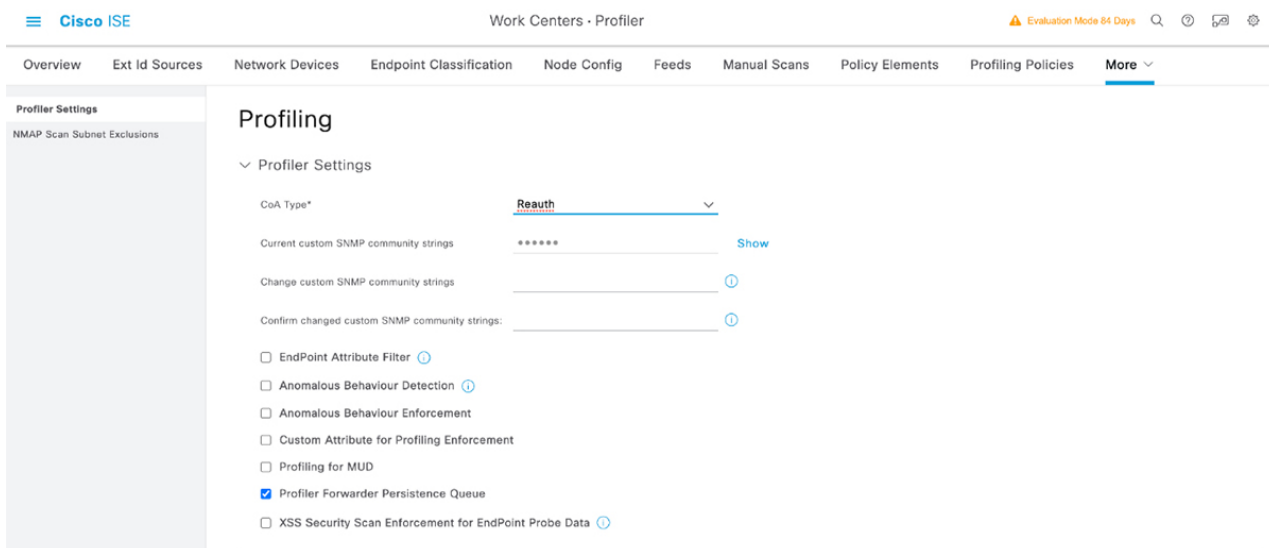 Cisco ISE
Work Centers · Profiler
Evaluation Mode 84 Days
Overview Ext Id Sources Network Devices Endpoint Classification Node Config Feeds Manual Scans Policy Elements Profiling Policies More
Profiler Settings
NMAP Scan Subnet Exclusions
Profiling
Profiler Settings
CoA Type* Reauth
Current custom SNMP community strings •••••• Show
Change custom SNMP community strings
Confirm changed custom SNMP community strings:
EndPoint Attribute Filter
Anomalous Behaviour Detection
Anomalous Behaviour Enforcement
Custom Attribute for Profiling Enforcement
Profiling for MUD
Profiler Forwarder Persistence Queue
XSS Security Scan Enforcement for EndPoint Probe Data